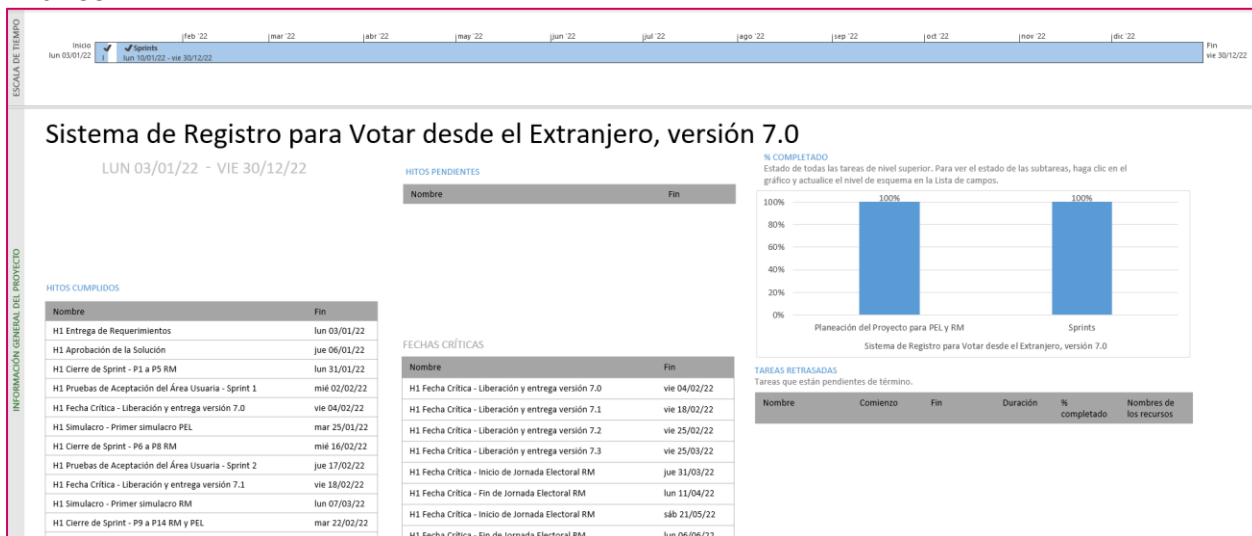 ESCALA DE TIEMPO
feb '22 mar '22 abr '22 may '22 jun '22 jul '22 ago '22 sep '22 oct '22 nov '22 dic '22
Inicio
lun 03/01/22
Sprints
lun 10/01/22 - vie 30/12/22
Fin
vie 30/12/22
INFORMACIÓN GENERAL DEL PROYECTO
Sistema de Registro para Votar desde el Extranjero, versión 7.0
LUN 03/01/22 - VIE 30/12/22
HITOS CUMPLIDOS
Nombre Fin
H1 Entrega de Requerimientos lun 03/01/22
H1 Aprobación de la Solución jue 06/01/22
H1 Cierre de Sprint - P1 a P5 RM lun 31/01/22
H1 Pruebas de Aceptación del Área Usuaria - Sprint 1 mié 02/02/22
H1 Fecha Crítica - Liberación y entrega versión 7.0 vie 04/02/22
H1 Simulacro - Primer simulacro PEL mar 25/01/22
H1 Cierre de Sprint - P6 a P8 RM mié 16/02/22
H1 Pruebas de Aceptación del Área Usuaria - Sprint 2 jue 17/02/22
H1 Fecha Crítica - Liberación y entrega versión 7.1 vie 18/02/22
H1 Simulacro - Primer simulacro RM lun 07/03/22
H1 Cierre de Sprint - P9 a P14 RM y PEL mar 22/02/22
HITOS PENDIENTES
Nombre Fin
FECHAS CRÍTICAS
Nombre Fin
H1 Fecha Crítica - Liberación y entrega versión 7.0 vie 04/02/22
H1 Fecha Crítica - Liberación y entrega versión 7.1 vie 18/02/22
H1 Fecha Crítica - Liberación y entrega versión 7.2 vie 25/02/22
H1 Fecha Crítica - Liberación y entrega versión 7.3 vie 25/03/22
H1 Fecha Crítica - Inicio de Jornada Electoral RM jue 31/03/22
H1 Fecha Crítica - Fin de Jornada Electoral RM lun 11/04/22
H1 Fecha Crítica - Inicio de Jornada Electoral RM sáb 21/05/22
H1 Fecha Crítica - Fin de Jornada Electoral RM lun 06/06/22
% COMPLETADO
Estado de todas las tareas de nivel superior. Para ver el estado de las subtareas, haga clic en el
gráfico y actualice el nivel de esquema en la Lista de campos.
100%
80%
60%
40%
20%
0%
100% 100%
Planeación del Proyecto para PEL y RM Sprints
Sistema de Registro para Votar desde el Extranjero, versión 7.0
TAREAS RETRASADAS
Tareas que están pendientes de término.
Nombre Comienzo Fin Duración % completado Nombres de los recursos